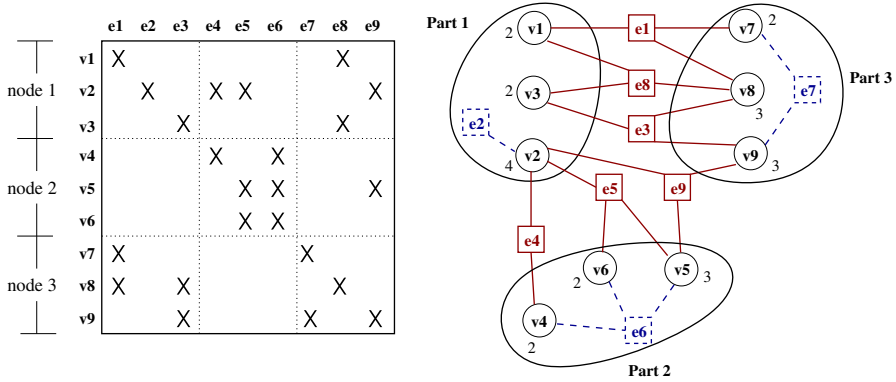 e1 e2 e3 e4 e5 e6 e7 e8 e9
v1 X X
node 1
v2 X X X X
v3 X X
v4 X X
node 2
v5 X X X
v6 X X
v7 X X
node 3
v8 X X X
v9 X X X
Part 1
2 v1
e1
v7 2
e8
2 v3
v8 3
Part 3
e7
e2
e3
4 v2
v9 3
e5
e9
e4
2 v6
v5 3
v4 2
e6
Part 2